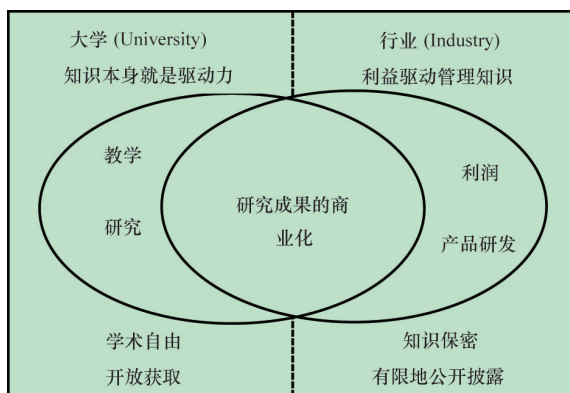 大学 (University)
知识本身就是驱动力
行业 (Industry)
利益驱动管理知识
教学
研究
研究成果的商
业化
利润
产品研发
学术自由
开放获取
知识保密
有限地公开披露